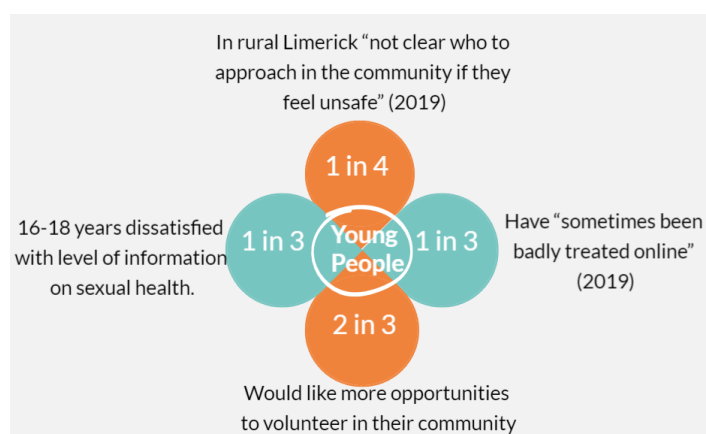 In rural Limerick “not clear who to
approach in the community if they
feel unsafe” (2019)
1 in 4
16-18 years dissatisfied
with level of information
on sexual health.
1 in 3
Young
People
1 in 3
Have “sometimes been
badly treated online”
(2019)
2 in 3
Would like more opportunities
to volunteer in their community